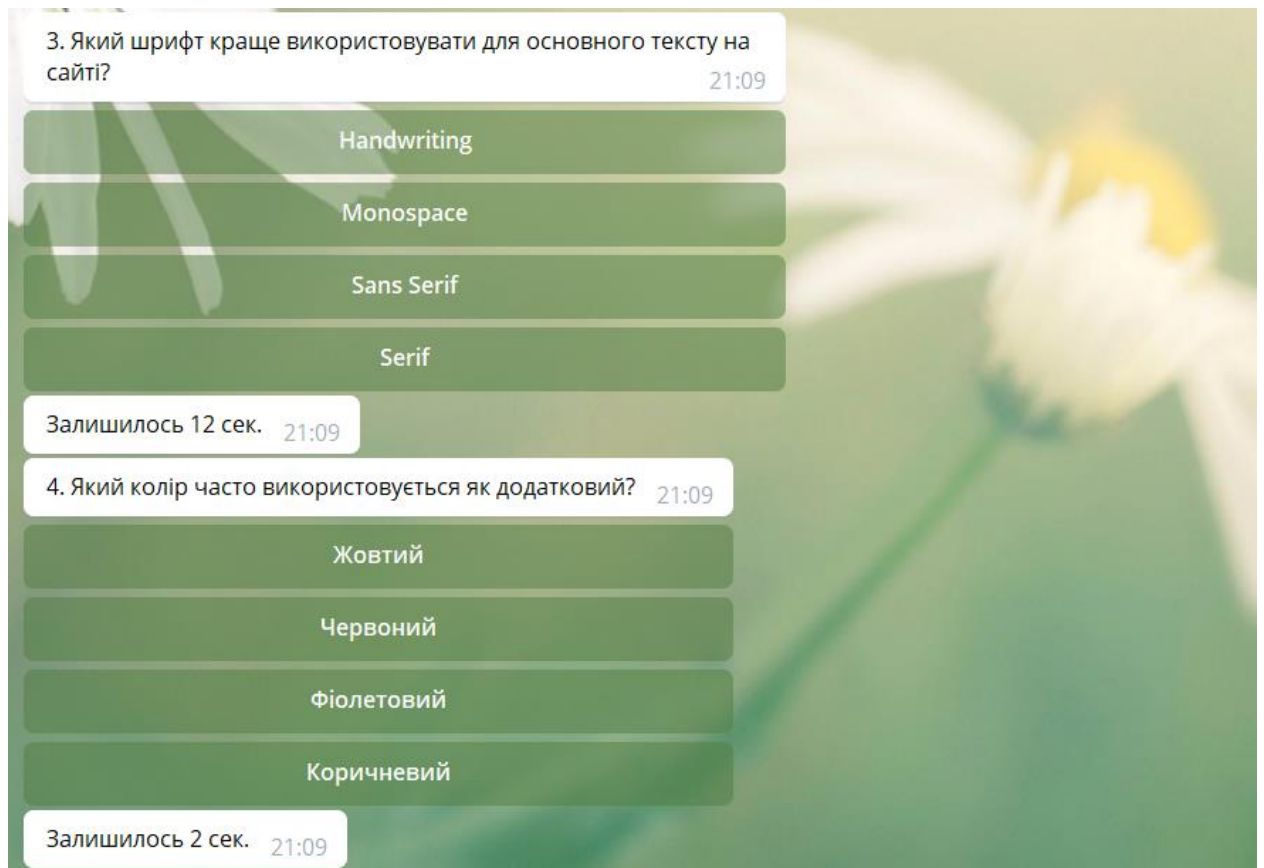 3. Який шрифт краще використовувати для основного тексту на
сайті?
21:09
Handwriting
Monospace
Sans Serif
Serif
Залишилось 12 сек. 21:09
4. Який колір часто використовується як додатковий? 21:09
Жовтий
Червоний
Фіолетовий
Коричневий
Залишилось 2 сек. 21:09